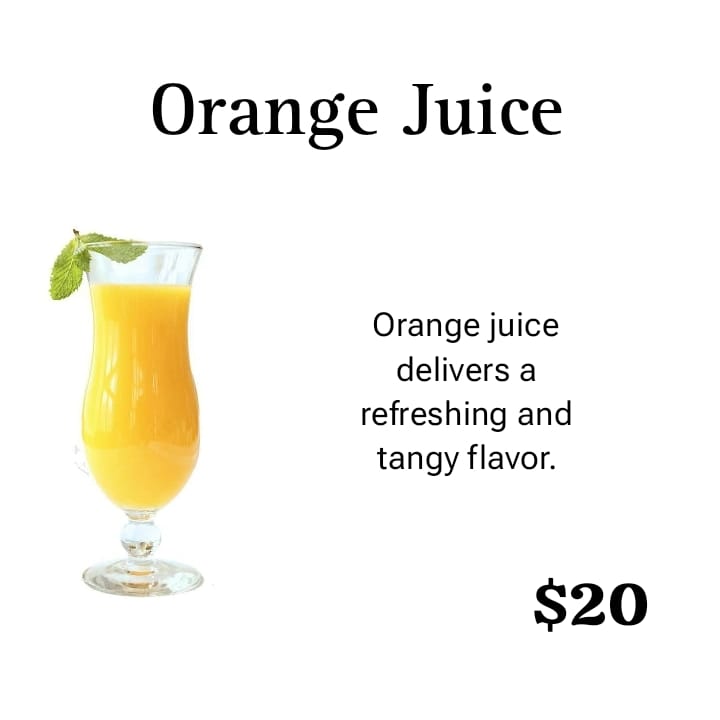 Orange Juice
Orange juice
delivers a
refreshing and
tangy flavor.
$20